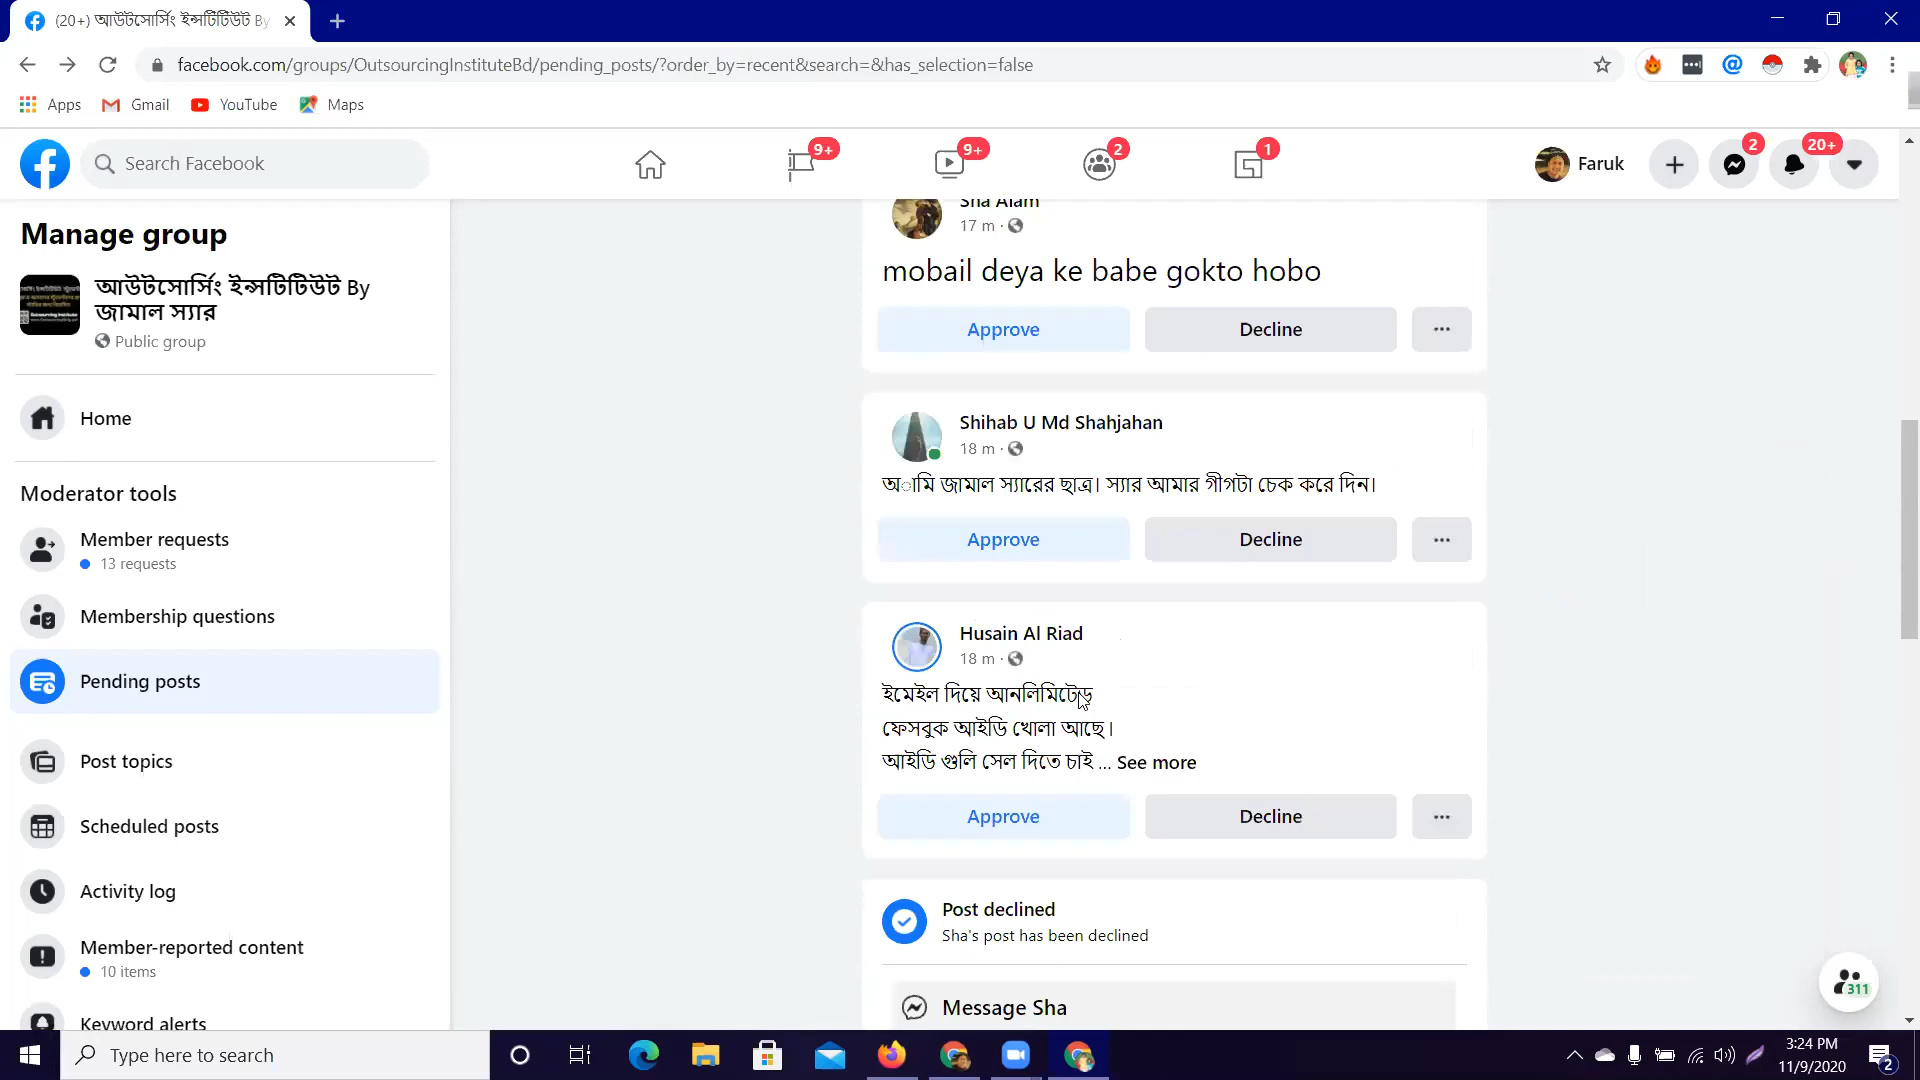 (20+) আউটসোর্সিং ইন্সটিটিউট By
facebook.com/groups/OutsourcingInstituteBd/pending_posts/?order_by=recent&search=&has_selection=false
Apps
Gmail
YouTube
Maps
Search Facebook
9+
9+
2
1
Faruk
2
20+
Manage group
আউটসোর্সিং ইন্সটিটিউট By
জামাল স্যার
Public group
Home
Moderator tools
Member requests
13 requests
Membership questions
Pending posts
Post topics
Scheduled posts
Activity log
Member-reported content
10 items
Keyword alerts
Sha Alam
17 m
mobail deya ke babe gokto hobo
Approve
Decline
Shihab U Md Shahjahan
18 m
অামি জামাল স্যারের ছাত্র। স্যার আমার গীগটা চেক করে দিন।
Approve
Decline
Husain Al Riad
18 m
ইমেইল দিয়ে আনলিমিটেড
ফেসবুক আইডি খোলা আছে।
আইডি গুলি সেল দিতে চাই ... See more
Approve
Decline
Post declined
Sha's post has been declined
Message Sha
311
Type here to search
3:24 PM
11/9/2020
2